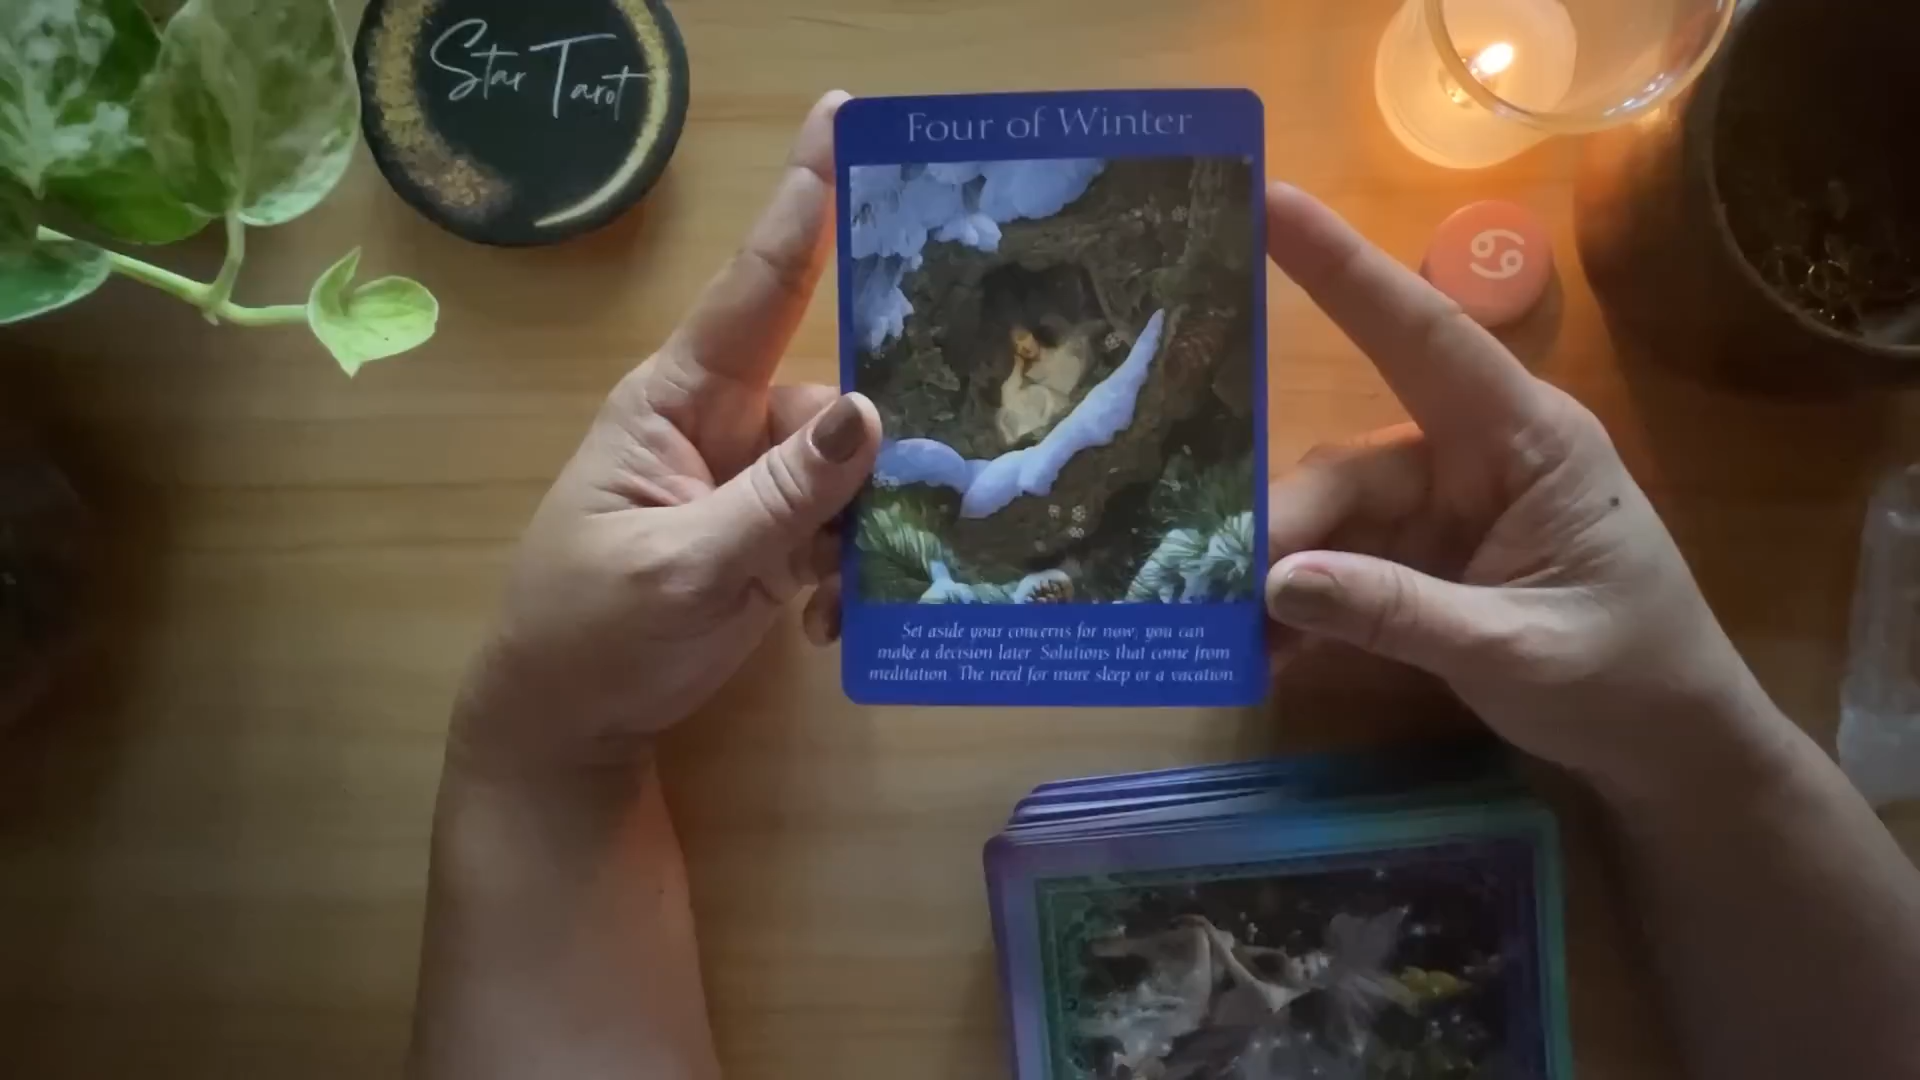 Star Tarot
Four of Winter
Set aside your concerns for now, you can
make a decision later. Solutions that come from
meditation. The need for more sleep or a vacation.